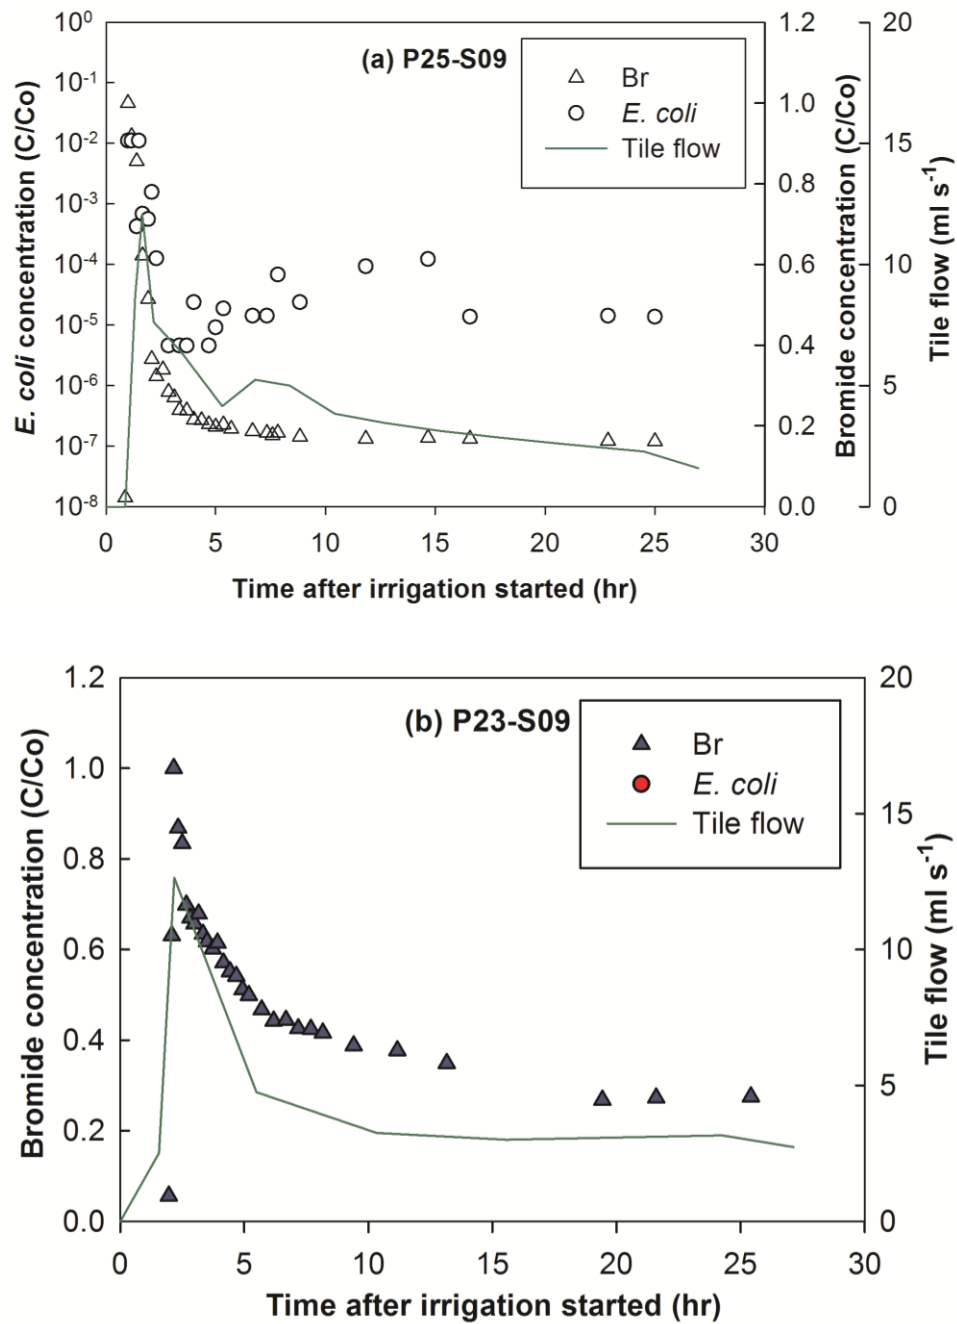 (a) P25-S09
Br
E. coli
Tile flow
E. coli concentration (C/Co)
10⁰
10⁻¹
10⁻²
10⁻³
10⁻⁴
10⁻⁵
10⁻⁶
10⁻⁷
10⁻⁸
1.2
1.0
0.8
0.6
0.4
0.2
0.0
Bromide concentration (C/Co)
20
15
10
5
0
Tile flow (ml s⁻¹)
0 5 10 15 20 25 30
Time after irrigation started (hr)
(b) P23-S09
Br
E. coli
Tile flow
Bromide concentration (C/Co)
1.2
1.0
0.8
0.6
0.4
0.2
0.0
20
15
10
5
0
Tile flow (ml s⁻¹)
0 5 10 15 20 25 30
Time after irrigation started (hr)